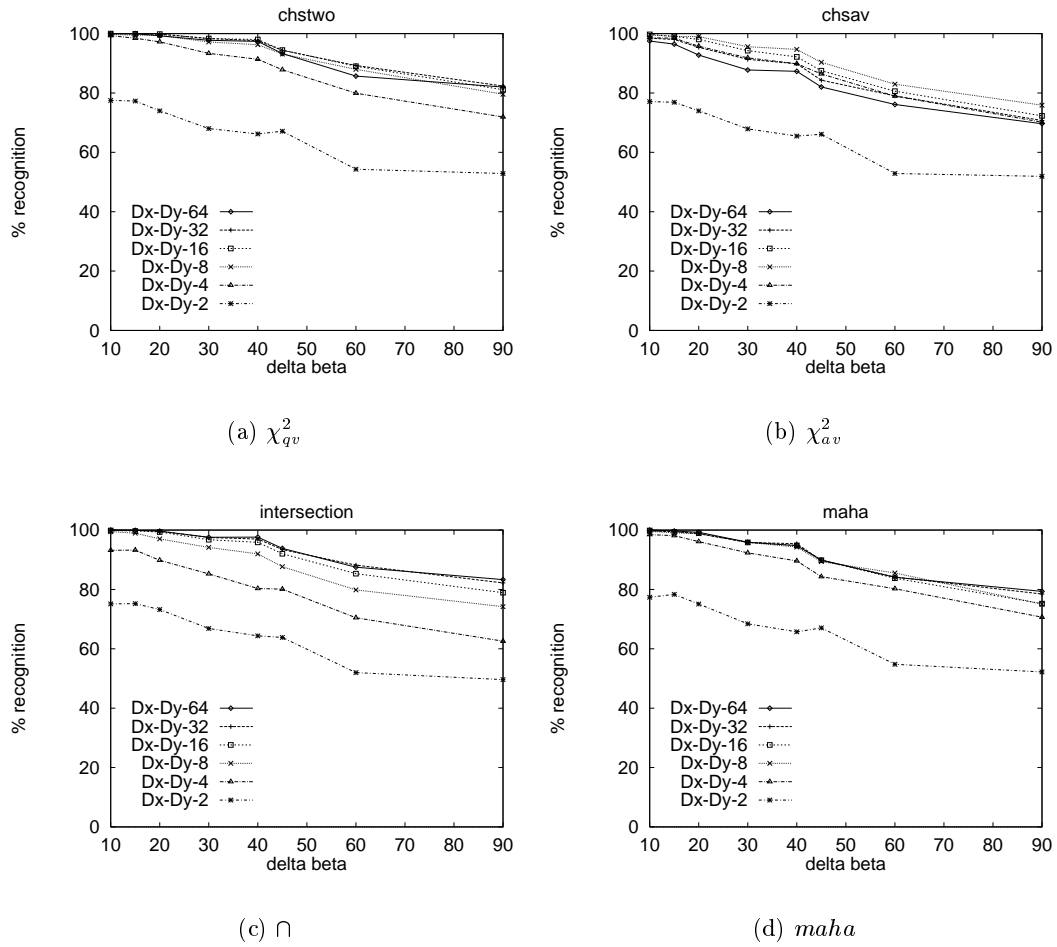 chstwo
% recognition
100
80
60
40
20
0
Dx-Dy-64
Dx-Dy-32
Dx-Dy-16
Dx-Dy-8
Dx-Dy-4
Dx-Dy-2
10 20 30 40 50 60 70 80 90
delta beta
(a) χ²qv
chsav
% recognition
100
80
60
40
20
0
Dx-Dy-64
Dx-Dy-32
Dx-Dy-16
Dx-Dy-8
Dx-Dy-4
Dx-Dy-2
10 20 30 40 50 60 70 80 90
delta beta
(b) χ²av
intersection
% recognition
100
80
60
40
20
0
Dx-Dy-64
Dx-Dy-32
Dx-Dy-16
Dx-Dy-8
Dx-Dy-4
Dx-Dy-2
10 20 30 40 50 60 70 80 90
delta beta
(c) ∩
maha
% recognition
100
80
60
40
20
0
Dx-Dy-64
Dx-Dy-32
Dx-Dy-16
Dx-Dy-8
Dx-Dy-4
Dx-Dy-2
10 20 30 40 50 60 70 80 90
delta beta
(d) maha